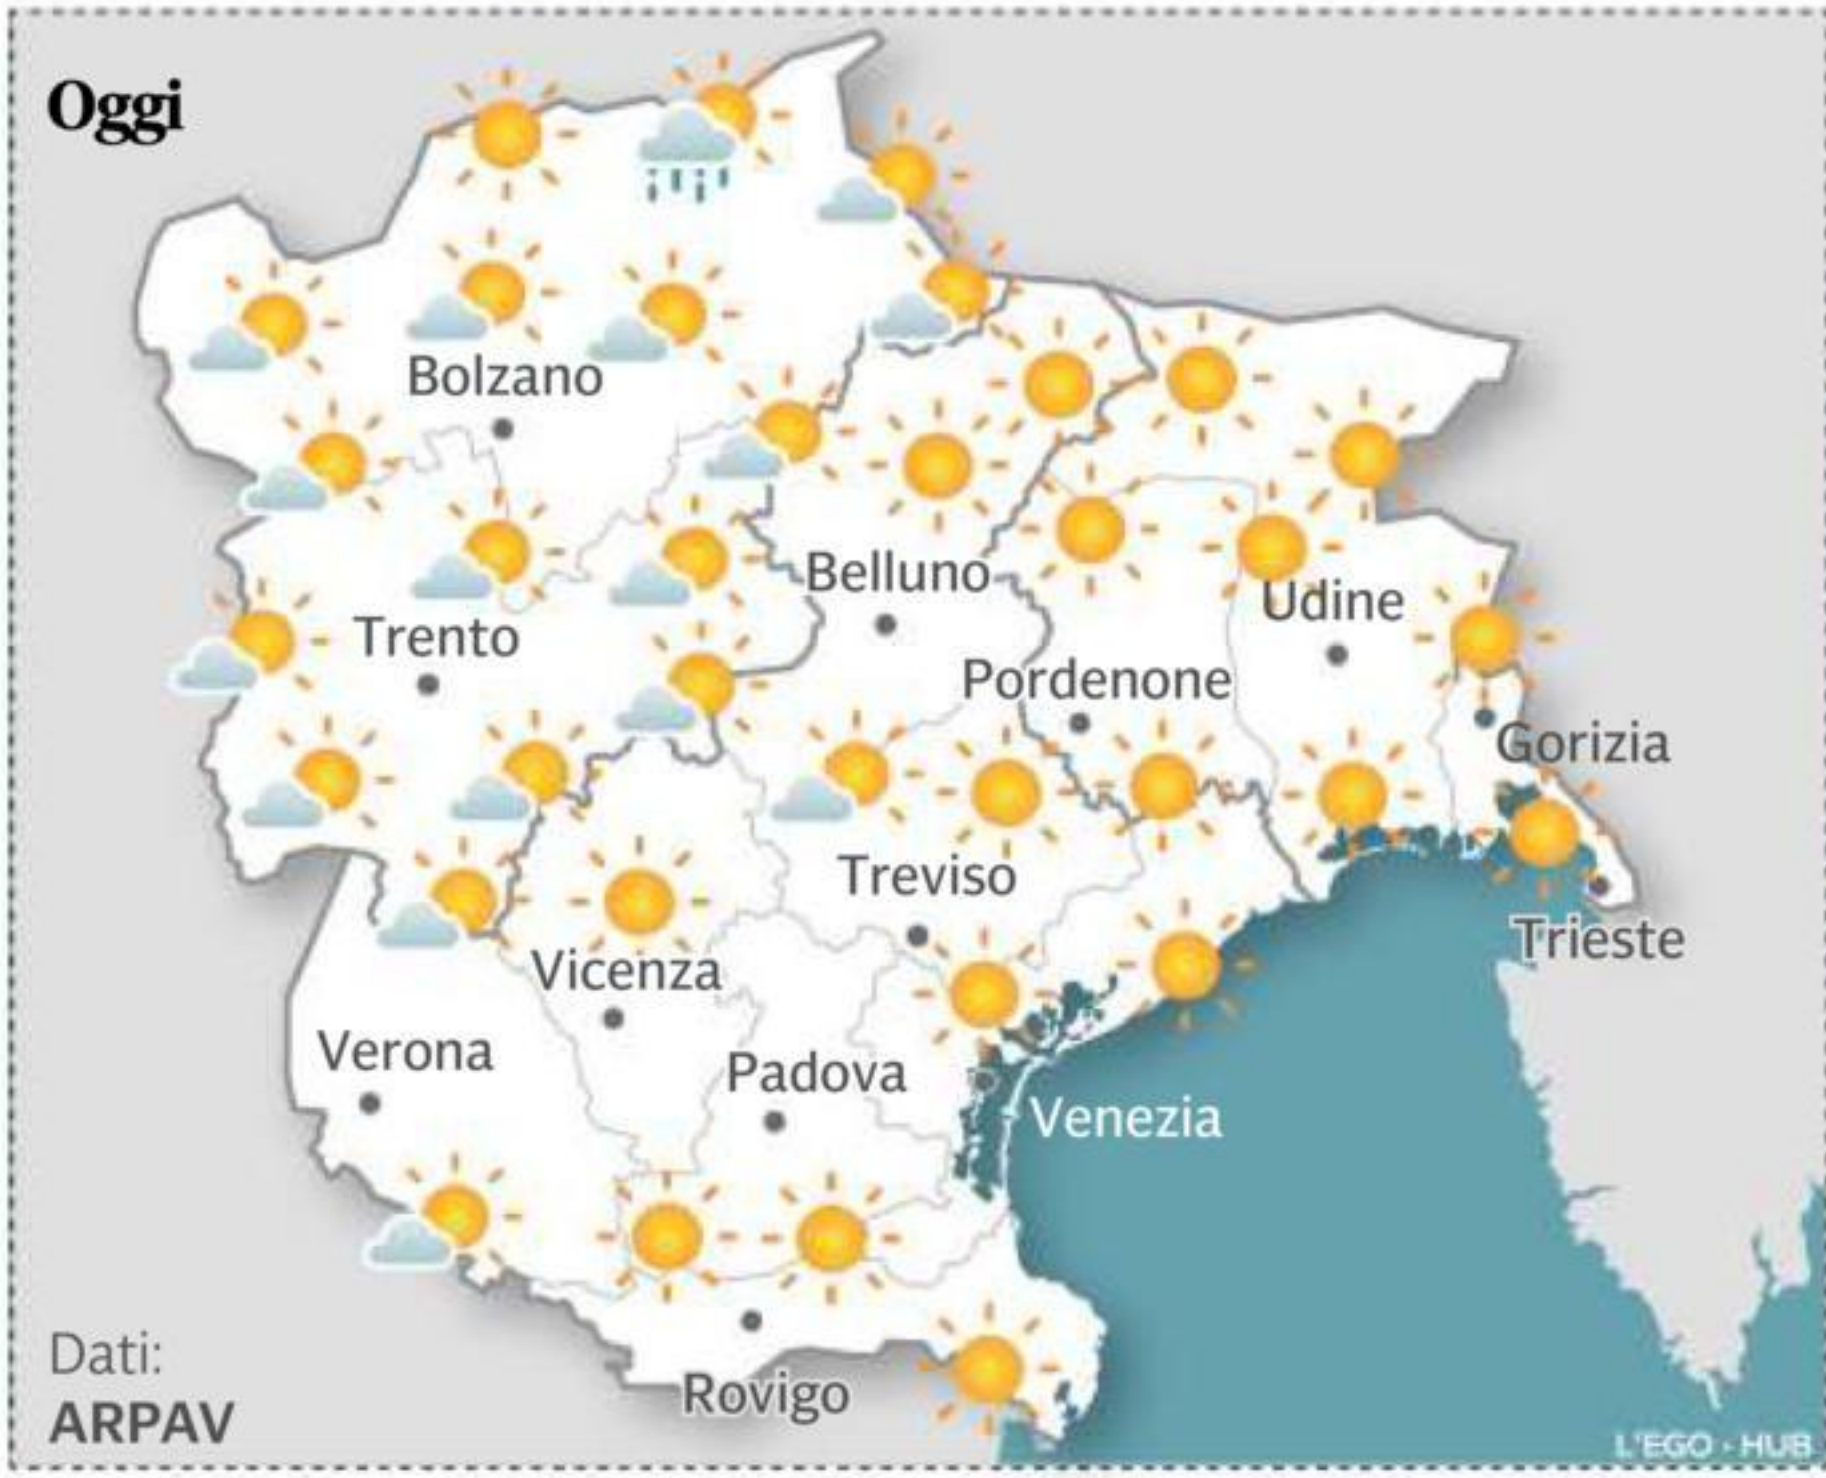 Oggi
Bolzano
Belluno
Udine
Trento
Pordenone
Gorizia
Treviso
Trieste
Vicenza
Verona
Padova
Venezia
Dati:
ARPAV
Rovigo
L'EGO - HUB